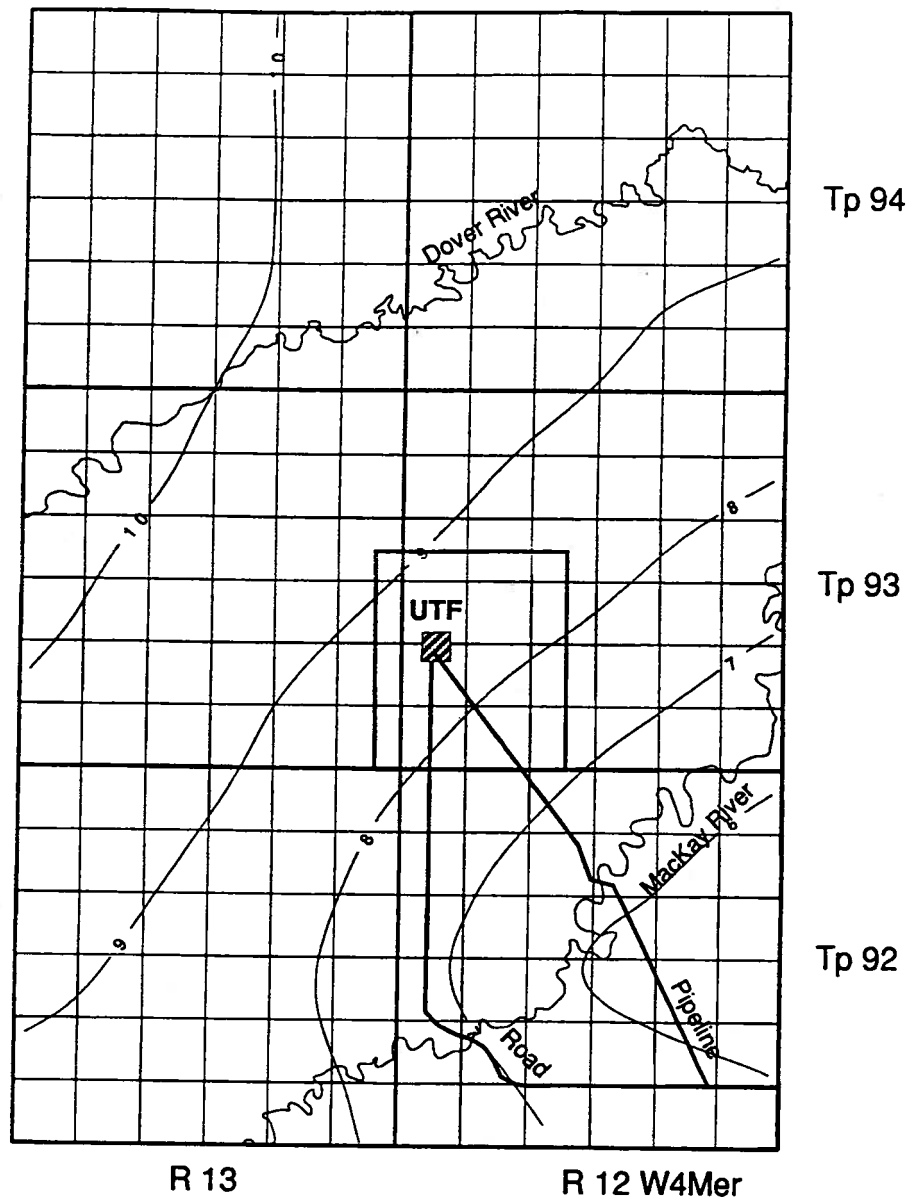 10
Tp 94
Dover River
8
10
9
Tp 93
UTF
7
MacKay River
8
9
Tp 92
Pipeline
Road
R 13
R 12 W4Mer